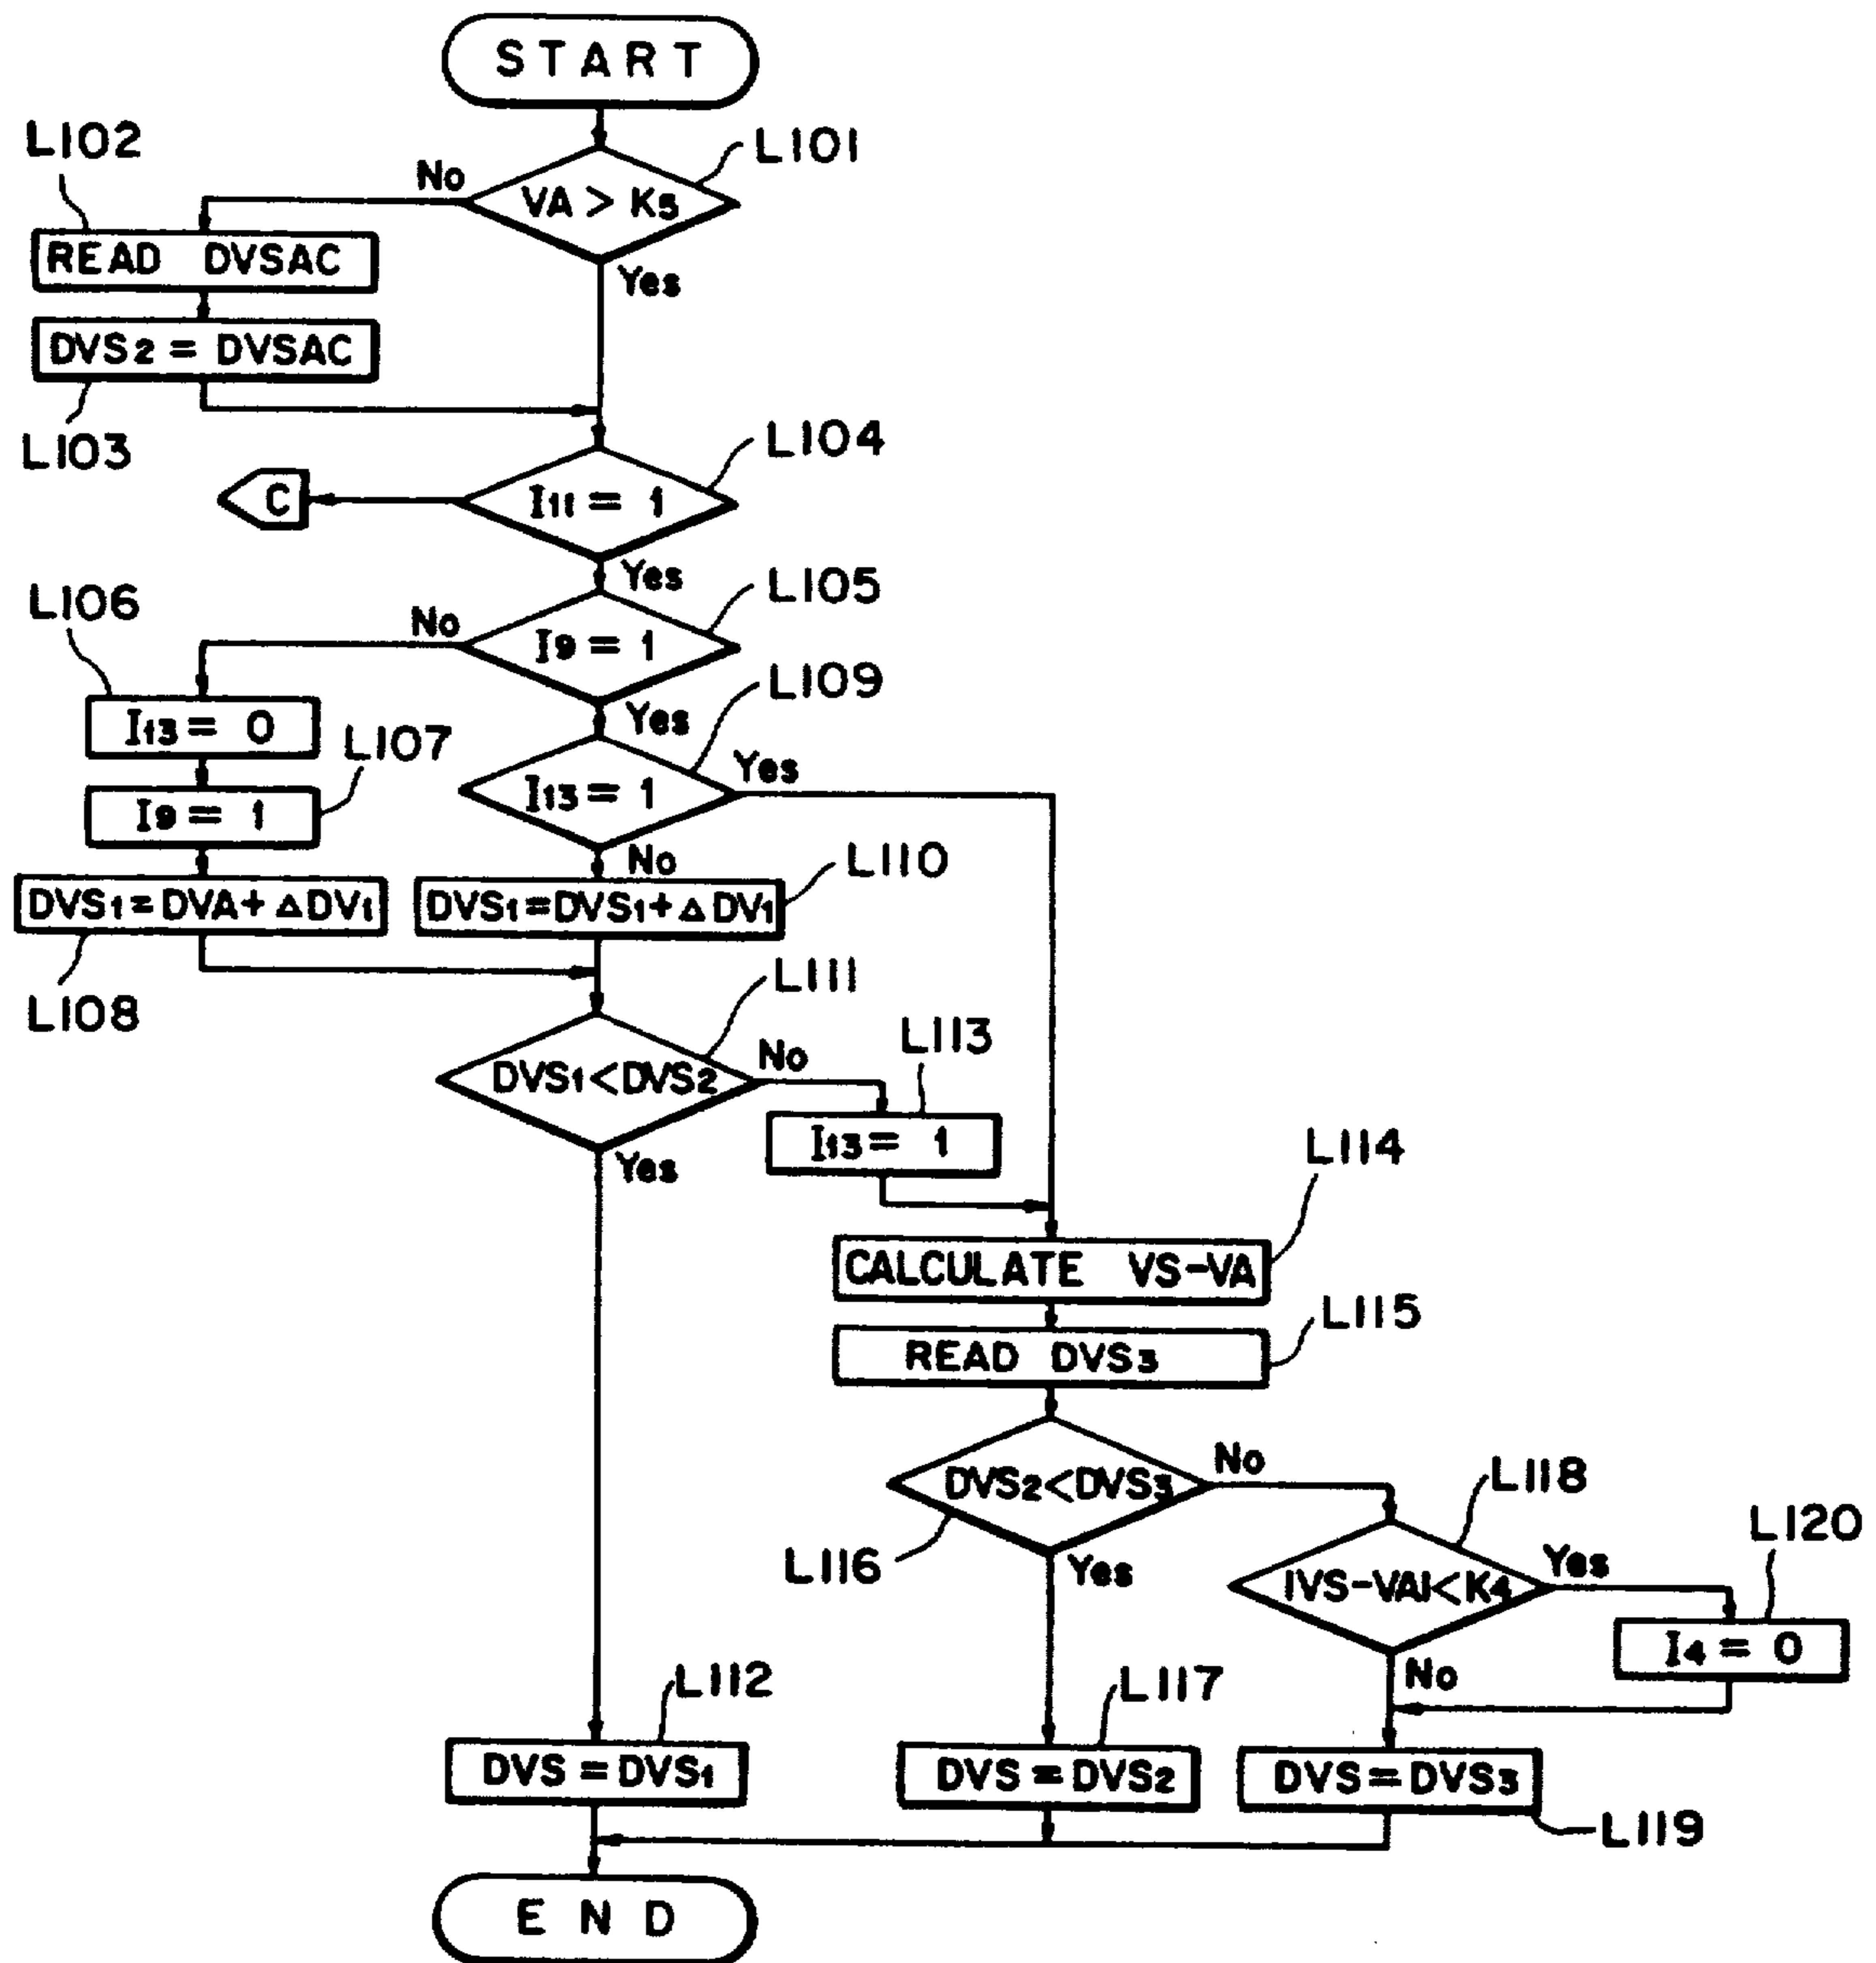 START
L101
VA > K5
No
Yes
L102
READ DVSAC
DVS2 = DVSAC
L103
L104
I11 = 1
C
Yes
L105
I9 = 1
No
Yes
L106
I13 = 0
L107
I9 = 1
DVS1 = DVA + ΔDV1
L108
L109
I13 = 1
Yes
No
L110
DVS1 = DVS1 + ΔDV1
L111
DVS1 < DVS2
No
Yes
L113
I13 = 1
L114
CALCULATE VS-VA
L115
READ DVS3
DVS2 < DVS3
L116
No
Yes
L118
|VS-VA| < K4
Yes
No
L120
I4 = 0
L112
DVS = DVS1
L117
DVS = DVS2
DVS = DVS3
L119
END